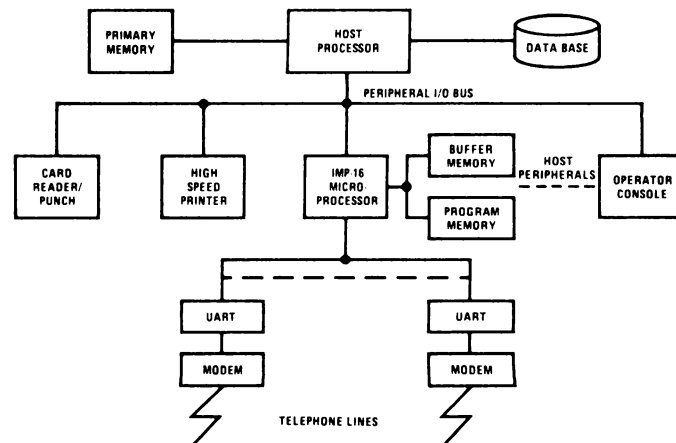 PRIMARY
MEMORY
HOST
PROCESSOR
DATA BASE
PERIPHERAL I/O BUS
CARD
READER/
PUNCH
HIGH
SPEED
PRINTER
IMP-16
MICRO-
PROCESSOR
BUFFER
MEMORY
PROGRAM
MEMORY
HOST
PERIPHERALS
OPERATOR
CONSOLE
UART
UART
MODEM
MODEM
TELEPHONE LINES